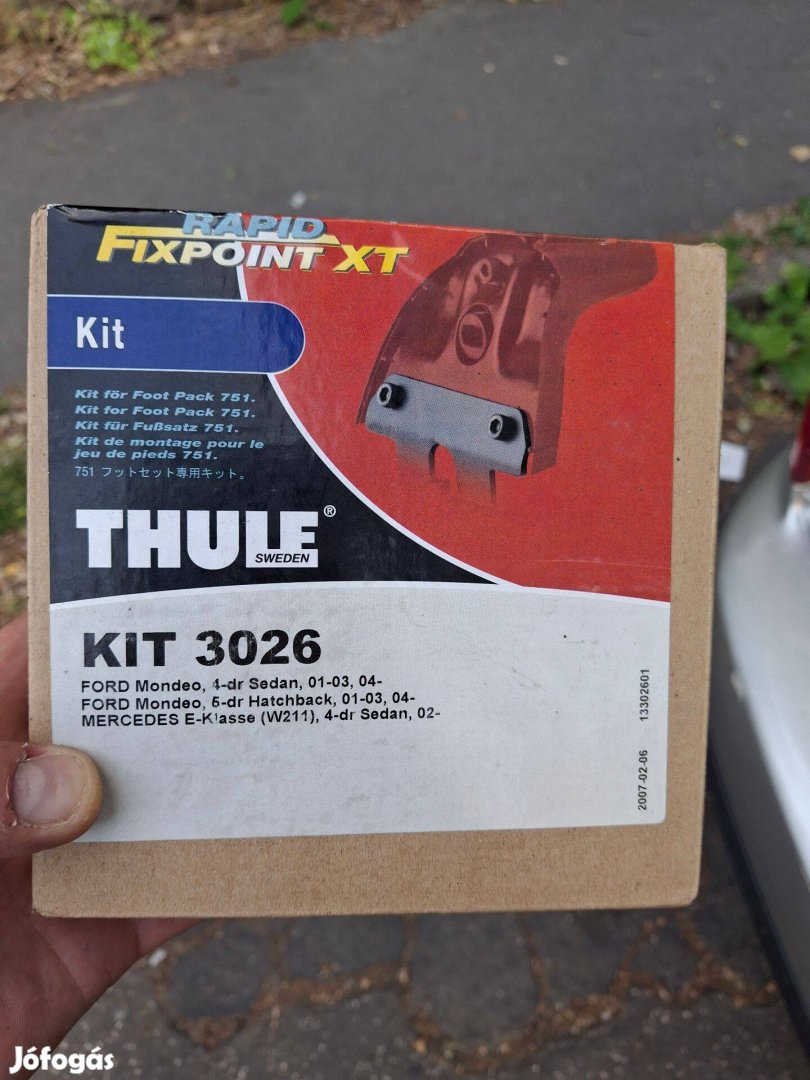 RAPID
FIXPOINT XT
Kit
Kit för Foot Pack 751.
Kit for Foot Pack 751.
Kit für Fußsatz 751.
Kit de montage pour le
jeu de pieds 751.
751 フットセット専用キット。
THULE®
SWEDEN
KIT 3026
FORD Mondeo, 4-dr Sedan, 01-03, 04-
FORD Mondeo, 5-dr Hatchback, 01-03, 04-
MERCEDES E-Klasse (W211), 4-dr Sedan, 02-
2007-02-06 13302601
Jófogás